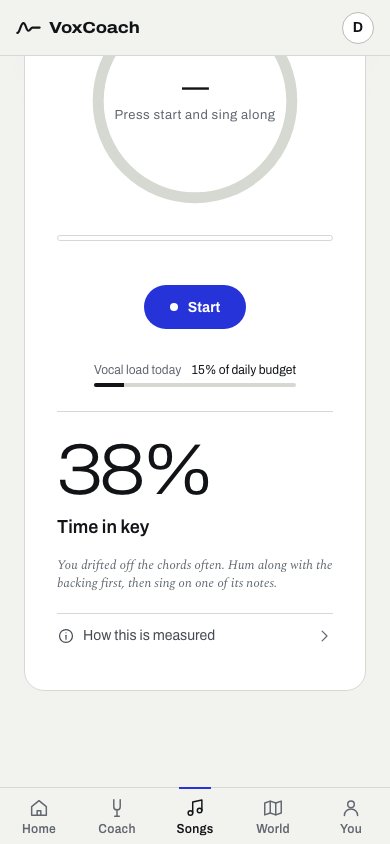 VoxCoach
D
—
Press start and sing along
Start
Vocal load today 15% of daily budget
38%
Time in key
You drifted off the chords often. Hum along with the
backing first, then sing on one of its notes.
How this is measured
Home Coach Songs World You